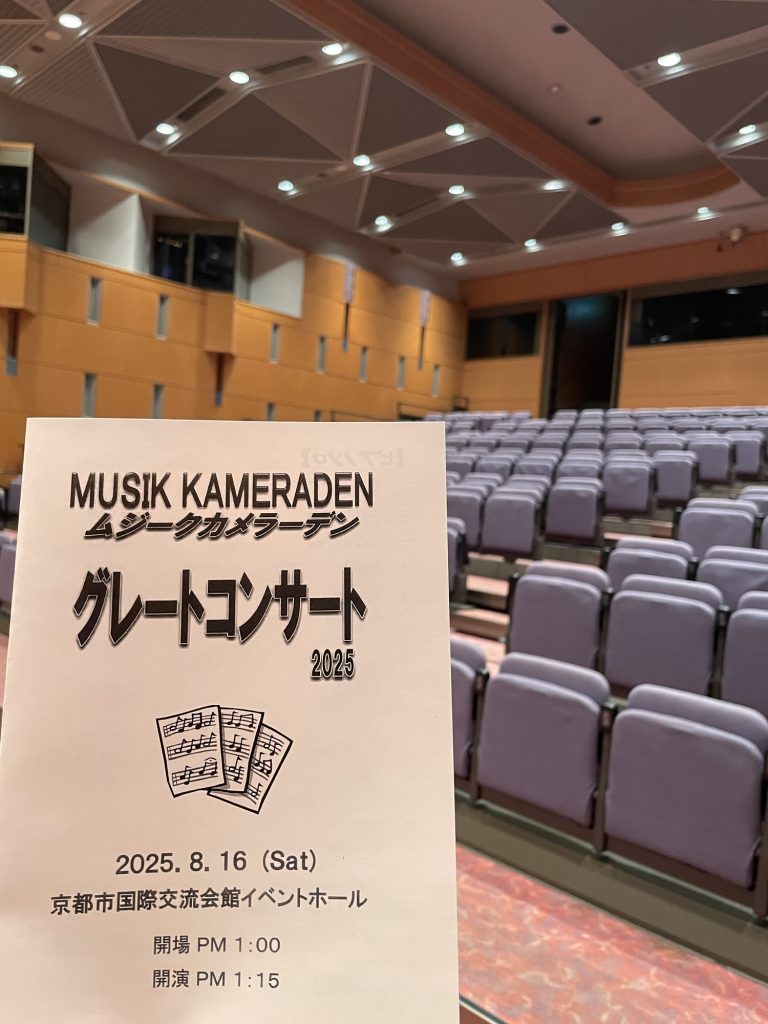 MUSIK KAMERADEN
ムジークカメラーデン
グレートコンサート
2025
2025. 8. 16 (Sat)
京都市国際交流会館イベントホール
開場 PM 1:00
開演 PM 1:15